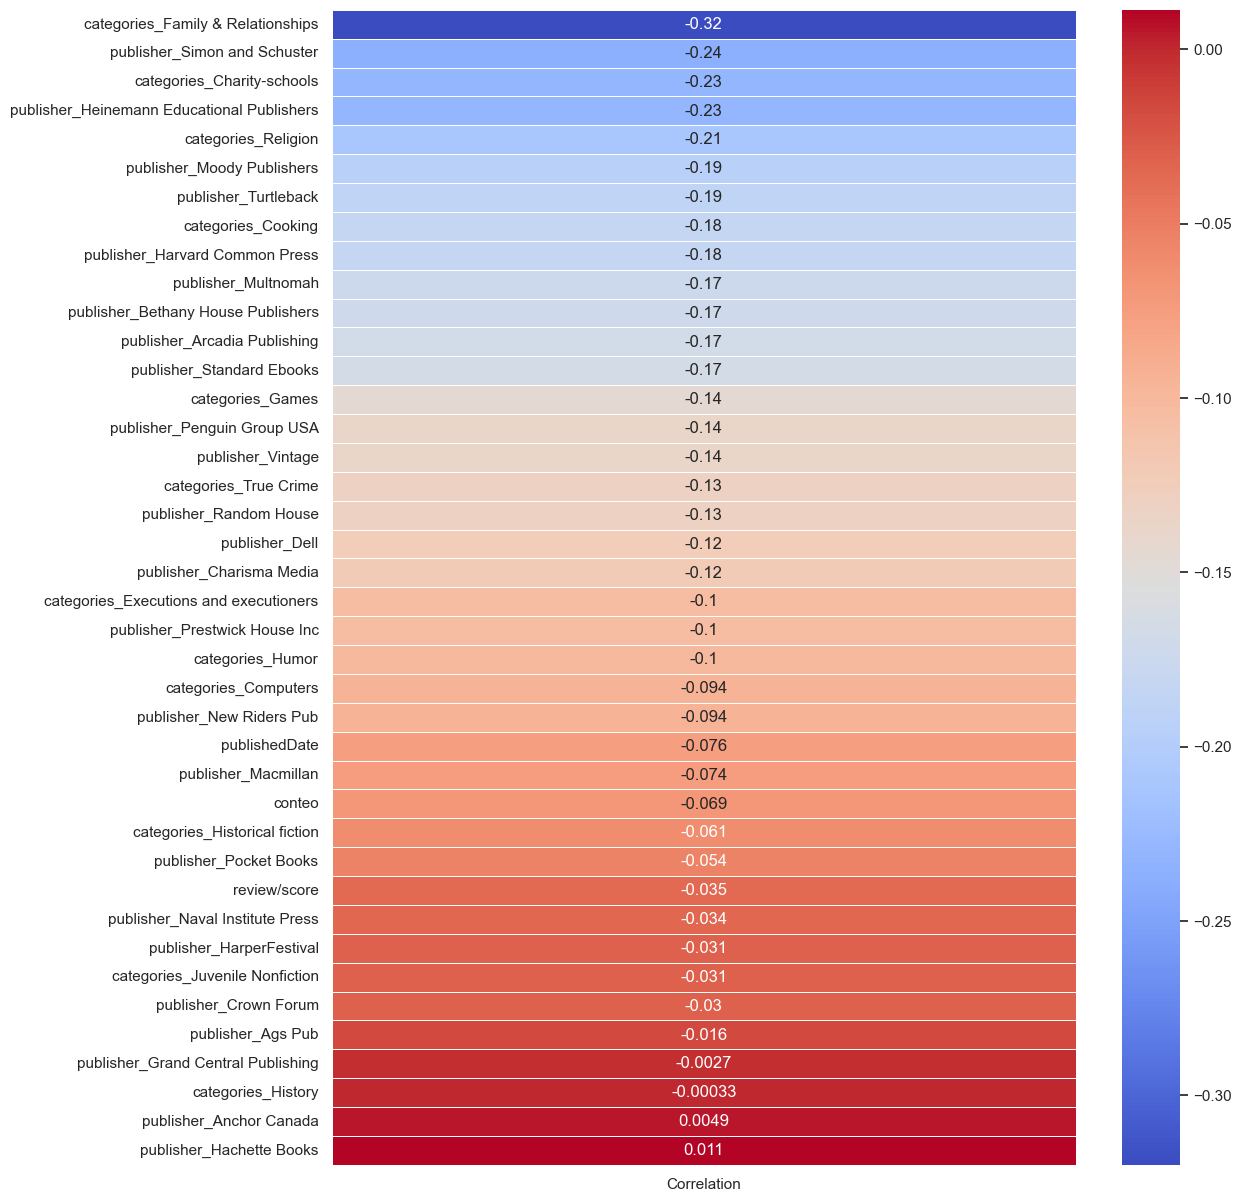 categories_Family & Relationships -0.32
publisher_Simon and Schuster -0.24
categories_Charity-schools -0.23
publisher_Heinemann Educational Publishers -0.23
categories_Religion -0.21
publisher_Moody Publishers -0.19
publisher_Turtleback -0.19
categories_Cooking -0.18
publisher_Harvard Common Press -0.18
publisher_Multnomah -0.17
publisher_Bethany House Publishers -0.17
publisher_Arcadia Publishing -0.17
publisher_Standard Ebooks -0.17
categories_Games -0.14
publisher_Penguin Group USA -0.14
publisher_Vintage -0.14
categories_True Crime -0.13
publisher_Random House -0.13
publisher_Dell -0.12
publisher_Charisma Media -0.12
categories_Executions and executioners -0.1
publisher_Prestwick House Inc -0.1
categories_Humor -0.1
categories_Computers -0.094
publisher_New Riders Pub -0.094
publishedDate -0.076
publisher_Macmillan -0.074
conteo -0.069
categories_Historical fiction -0.061
publisher_Pocket Books -0.054
review/score -0.035
publisher_Naval Institute Press -0.034
publisher_HarperFestival -0.031
categories_Juvenile Nonfiction -0.031
publisher_Crown Forum -0.03
publisher_Ags Pub -0.016
publisher_Grand Central Publishing -0.0027
categories_History -0.00033
publisher_Anchor Canada 0.0049
publisher_Hachette Books 0.011
Correlation
0.00
−0.05
−0.10
−0.15
−0.20
−0.25
−0.30